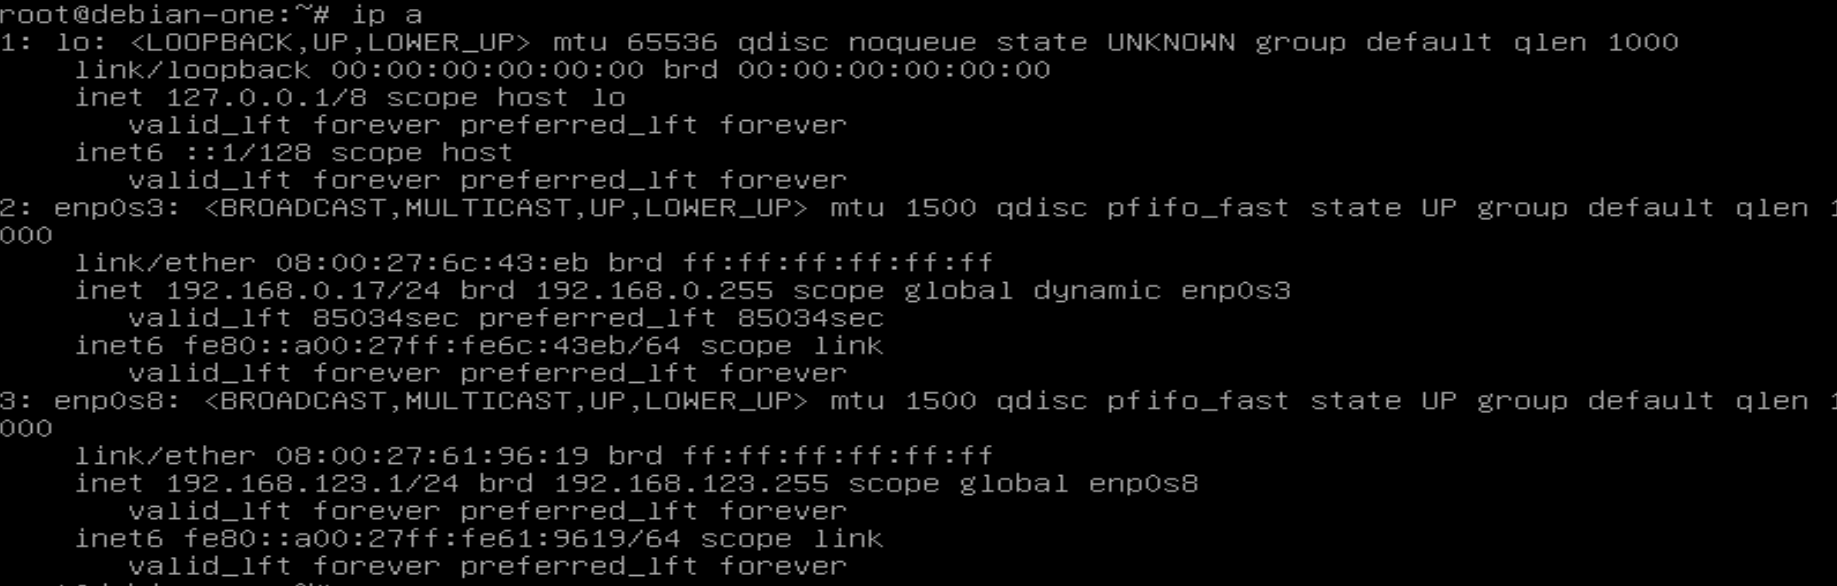 root@debian-one:~# ip a
1: lo: <LOOPBACK,UP,LOWER_UP> mtu 65536 qdisc noqueue state UNKNOWN group default qlen 1000
    link/loopback 00:00:00:00:00:00 brd 00:00:00:00:00:00
    inet 127.0.0.1/8 scope host lo
       valid_lft forever preferred_lft forever
    inet6 ::1/128 scope host
       valid_lft forever preferred_lft forever
2: enp0s3: <BROADCAST,MULTICAST,UP,LOWER_UP> mtu 1500 qdisc pfifo_fast state UP group default qlen 1
000
    link/ether 08:00:27:6c:43:eb brd ff:ff:ff:ff:ff:ff
    inet 192.168.0.17/24 brd 192.168.0.255 scope global dynamic enp0s3
       valid_lft 85034sec preferred_lft 85034sec
    inet6 fe80::a00:27ff:fe6c:43eb/64 scope link
       valid_lft forever preferred_lft forever
3: enp0s8: <BROADCAST,MULTICAST,UP,LOWER_UP> mtu 1500 qdisc pfifo_fast state UP group default qlen 1
000
    link/ether 08:00:27:61:96:19 brd ff:ff:ff:ff:ff:ff
    inet 192.168.123.1/24 brd 192.168.123.255 scope global enp0s8
       valid_lft forever preferred_lft forever
    inet6 fe80::a00:27ff:fe61:9619/64 scope link
       valid_lft forever preferred_lft forever